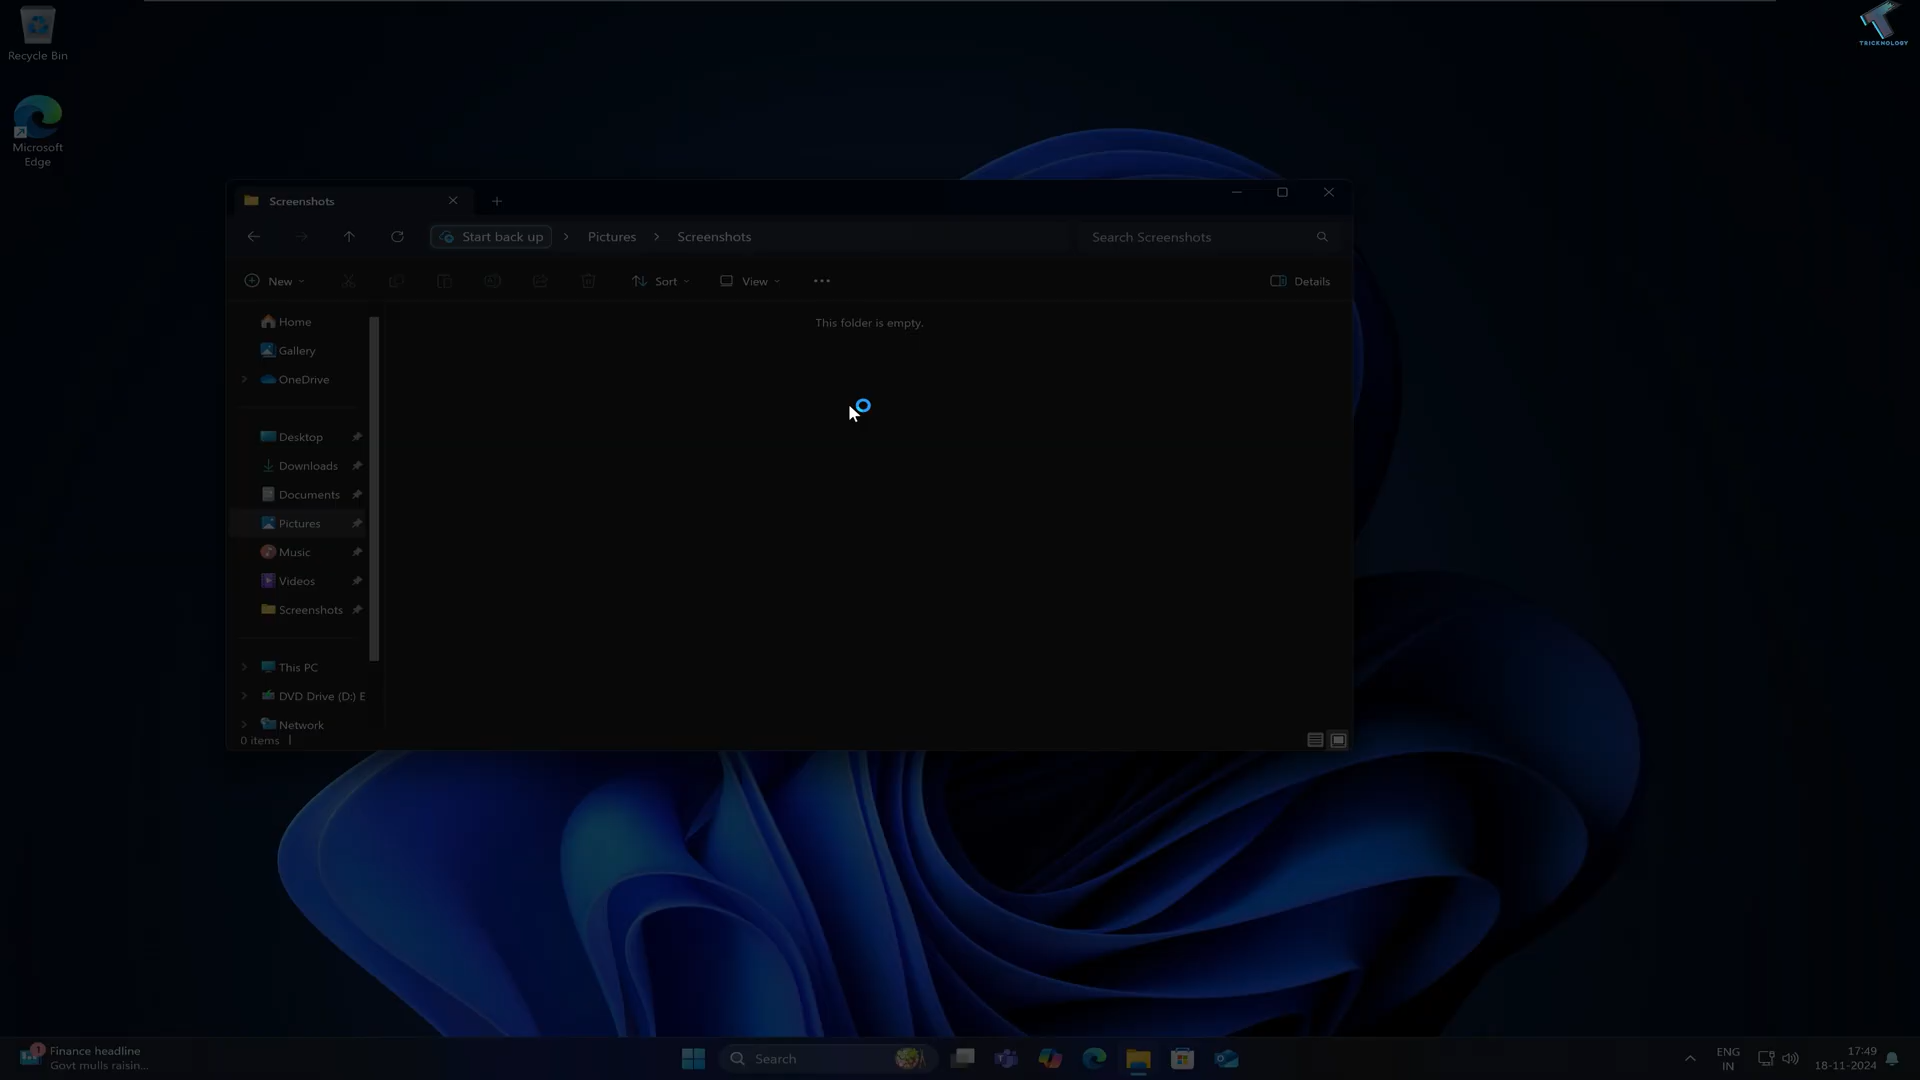 Recycle Bin
TRICKNOLOGY
Microsoft
Edge
Screenshots
Start back up
Pictures
Screenshots
Search Screenshots
New
Sort
View
Details
Home
Gallery
OneDrive
Desktop
Downloads
Documents
Pictures
Music
Videos
Screenshots
This PC
DVD Drive (D:) E
Network
This folder is empty.
0 items
1
Finance headline
Govt mulls raisin...
Search
ENG
IN
17:49
18-11-2024